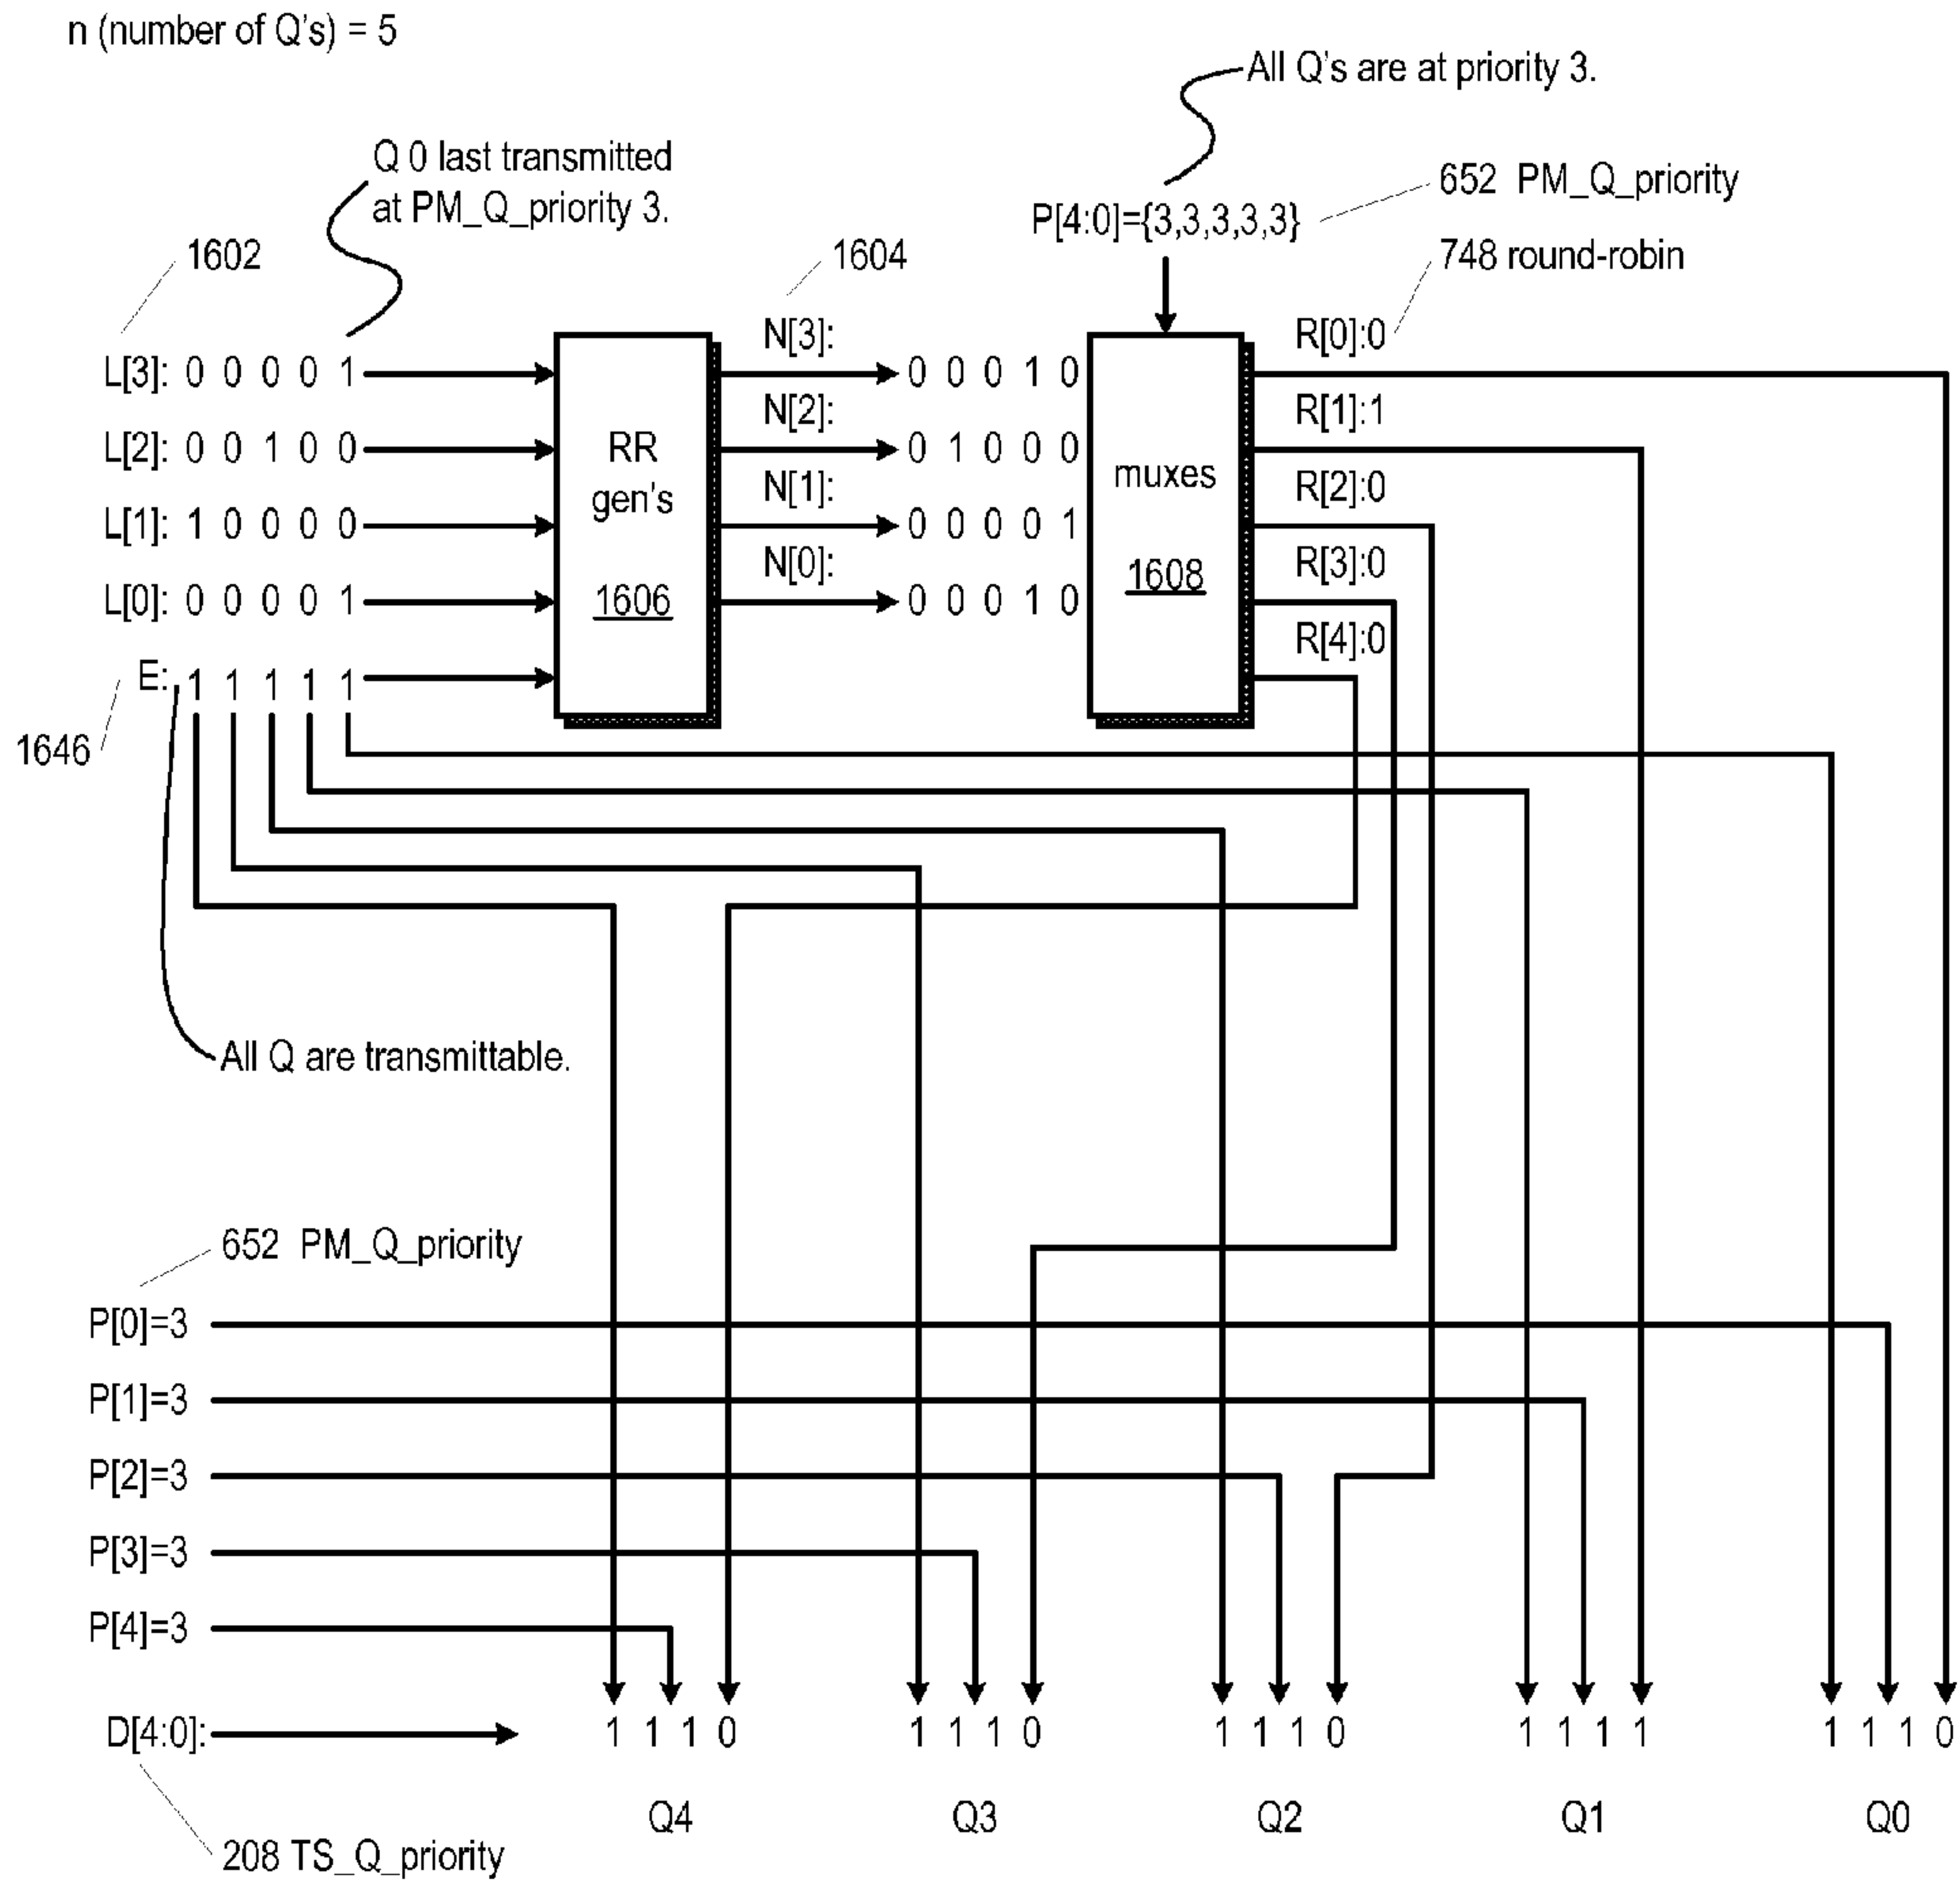 n (number of Q's) = 5
All Q's are at priority 3.
Q 0 last transmitted
at PM_Q_priority 3.
652 PM_Q_priority
P[4:0]={3,3,3,3,3}
1602
1604
748 round-robin
N[3]:
R[0]:0
L[3]: 0 0 0 0 1
0 0 0 1 0
N[2]:
R[1]:1
L[2]: 0 0 1 0 0
RR
0 1 0 0 0
muxes
gen's
N[1]:
R[2]:0
L[1]: 1 0 0 0 0
0 0 0 0 1
N[0]:
R[3]:0
1608
L[0]: 0 0 0 0 1
1606
0 0 0 1 0
R[4]:0
E: 1 1 1 1 1
1646
All Q are transmittable.
652 PM_Q_priority
P[0]=3
P[1]=3
P[2]=3
P[3]=3
P[4]=3
D[4:0]: 1 1 1 0 1 1 1 0 1 1 1 0 1 1 1 1 1 1 1 0
Q4 Q3 Q2 Q1 Q0
208 TS_Q_priority